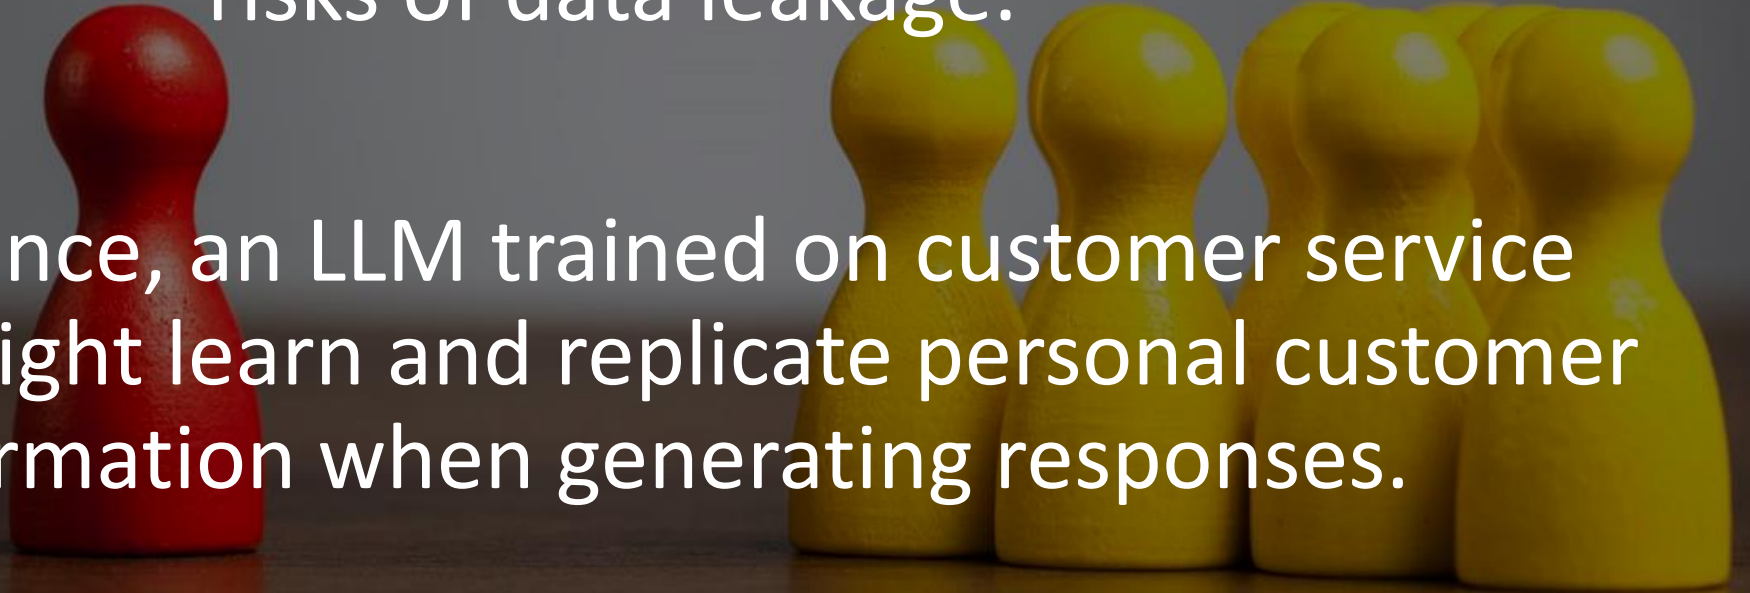 risks of data leakage.
nce, an LLM trained on customer service
ight learn and replicate personal customer
rmation when generating responses.